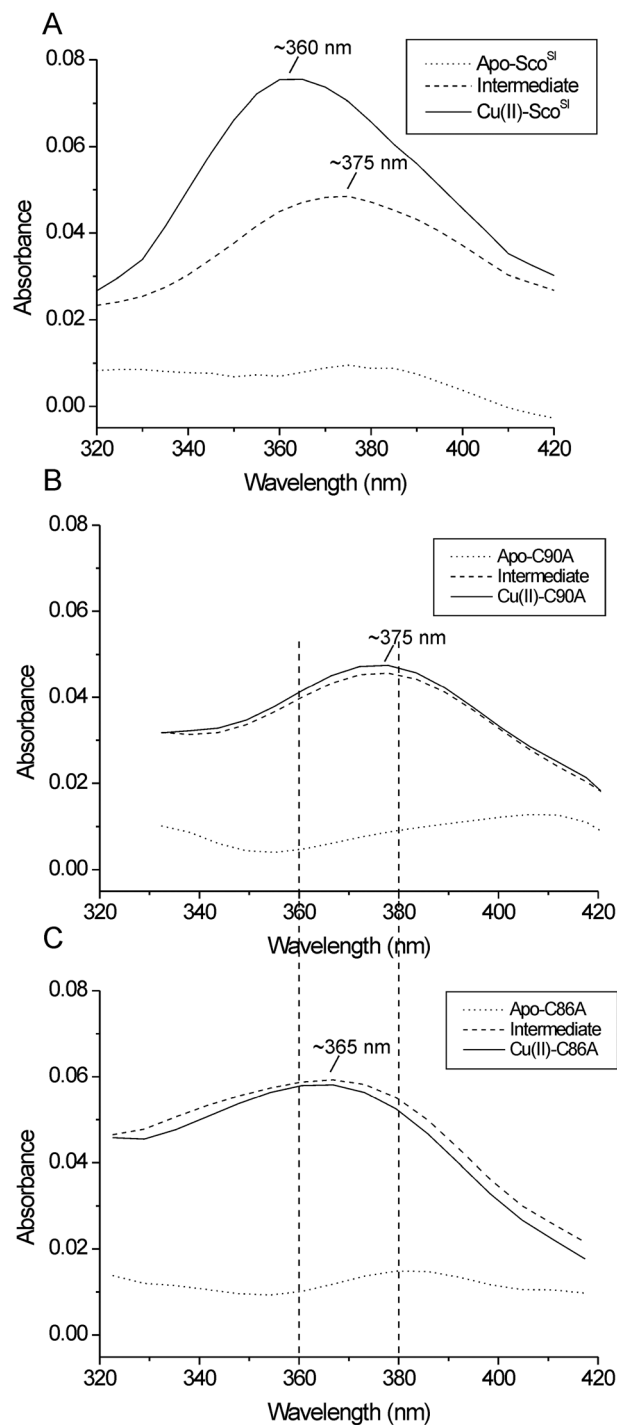 A
~360 nm
Apo-Sco^SI
Intermediate
Cu(II)-Sco^SI
~375 nm
0.08
0.06
0.04
0.02
0.00
Absorbance
320 340 360 380 400 420
Wavelength (nm)
B
Apo-C90A
Intermediate
Cu(II)-C90A
~375 nm
0.08
0.06
0.04
0.02
0.00
Absorbance
320 340 360 380 400 420
Wavelength (nm)
C
Apo-C86A
Intermediate
Cu(II)-C86A
~365 nm
0.08
0.06
0.04
0.02
0.00
Absorbance
320 340 360 380 400 420
Wavelength (nm)